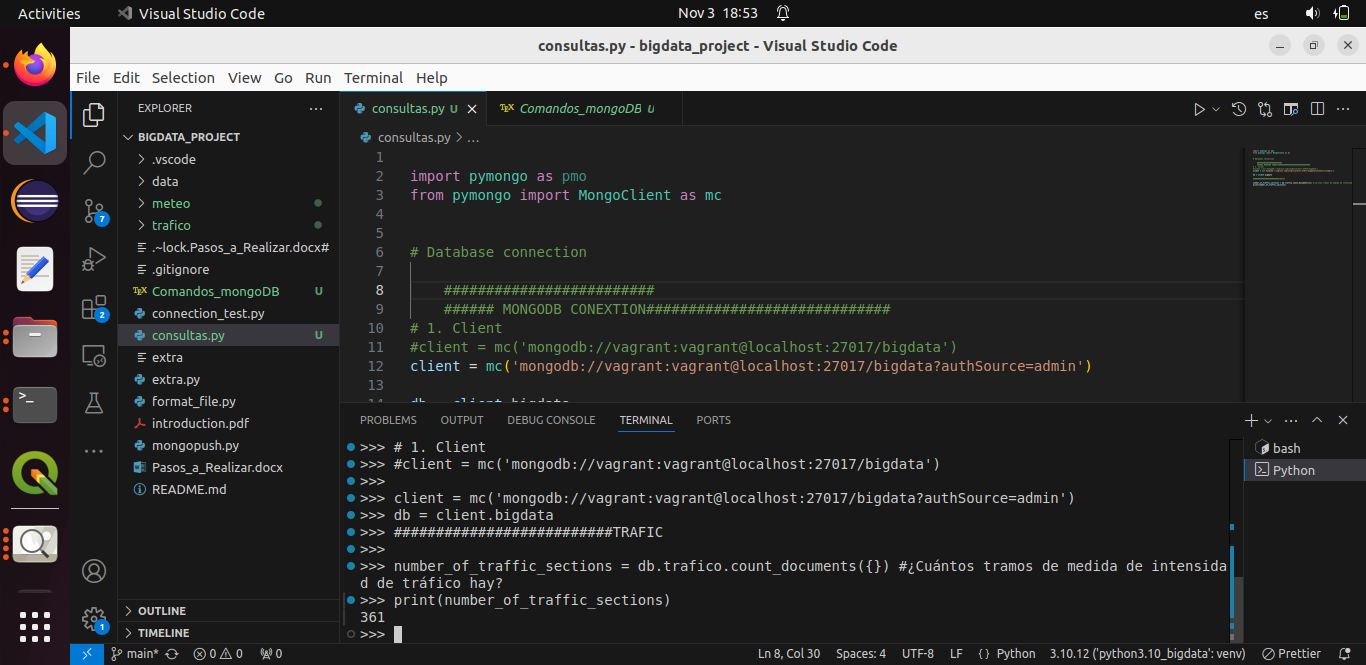 Activities
Visual Studio Code
Nov 3 18:53
es
consultas.py - bigdata_project - Visual Studio Code
File Edit Selection View Go Run Terminal Help
EXPLORER
BIGDATA_PROJECT
.vscode
data
meteo
trafico
.~lock.Pasos_a_Realizar.docx#
.gitignore
Comandos_mongoDB U
connection_test.py
consultas.py U
extra
extra.py
format_file.py
introduction.pdf
mongopush.py
Pasos_a_Realizar.docx
README.md
OUTLINE
TIMELINE
7
2
1
consultas.py U
TEX Comandos_mongoDB U
consultas.py > ...
1
2 import pymongo as pmo
3 from pymongo import MongoClient as mc
4
5
6 # Database connection
7
8 #########################
9 ###### MONGODB CONEXTION#############################
10 # 1. Client
11 #client = mc('mongodb://vagrant:vagrant@localhost:27017/bigdata')
12 client = mc('mongodb://vagrant:vagrant@localhost:27017/bigdata?authSource=admin')
13
14 db = client.bigdata
PROBLEMS OUTPUT DEBUG CONSOLE TERMINAL PORTS
>>> # 1. Client
>>> #client = mc('mongodb://vagrant:vagrant@localhost:27017/bigdata')
>>>
>>> client = mc('mongodb://vagrant:vagrant@localhost:27017/bigdata?authSource=admin')
>>> db = client.bigdata
>>> ##########################TRAFIC
>>>
>>> number_of_traffic_sections = db.trafico.count_documents({}) #¿Cuántos tramos de medida de intensida
d de tráfico hay?
>>> print(number_of_traffic_sections)
361
>>>
bash
Python
main* 0 0 0 Ln 8, Col 30 Spaces: 4 UTF-8 LF { } Python 3.10.12 ('python3.10_bigdata': venv) Prettier